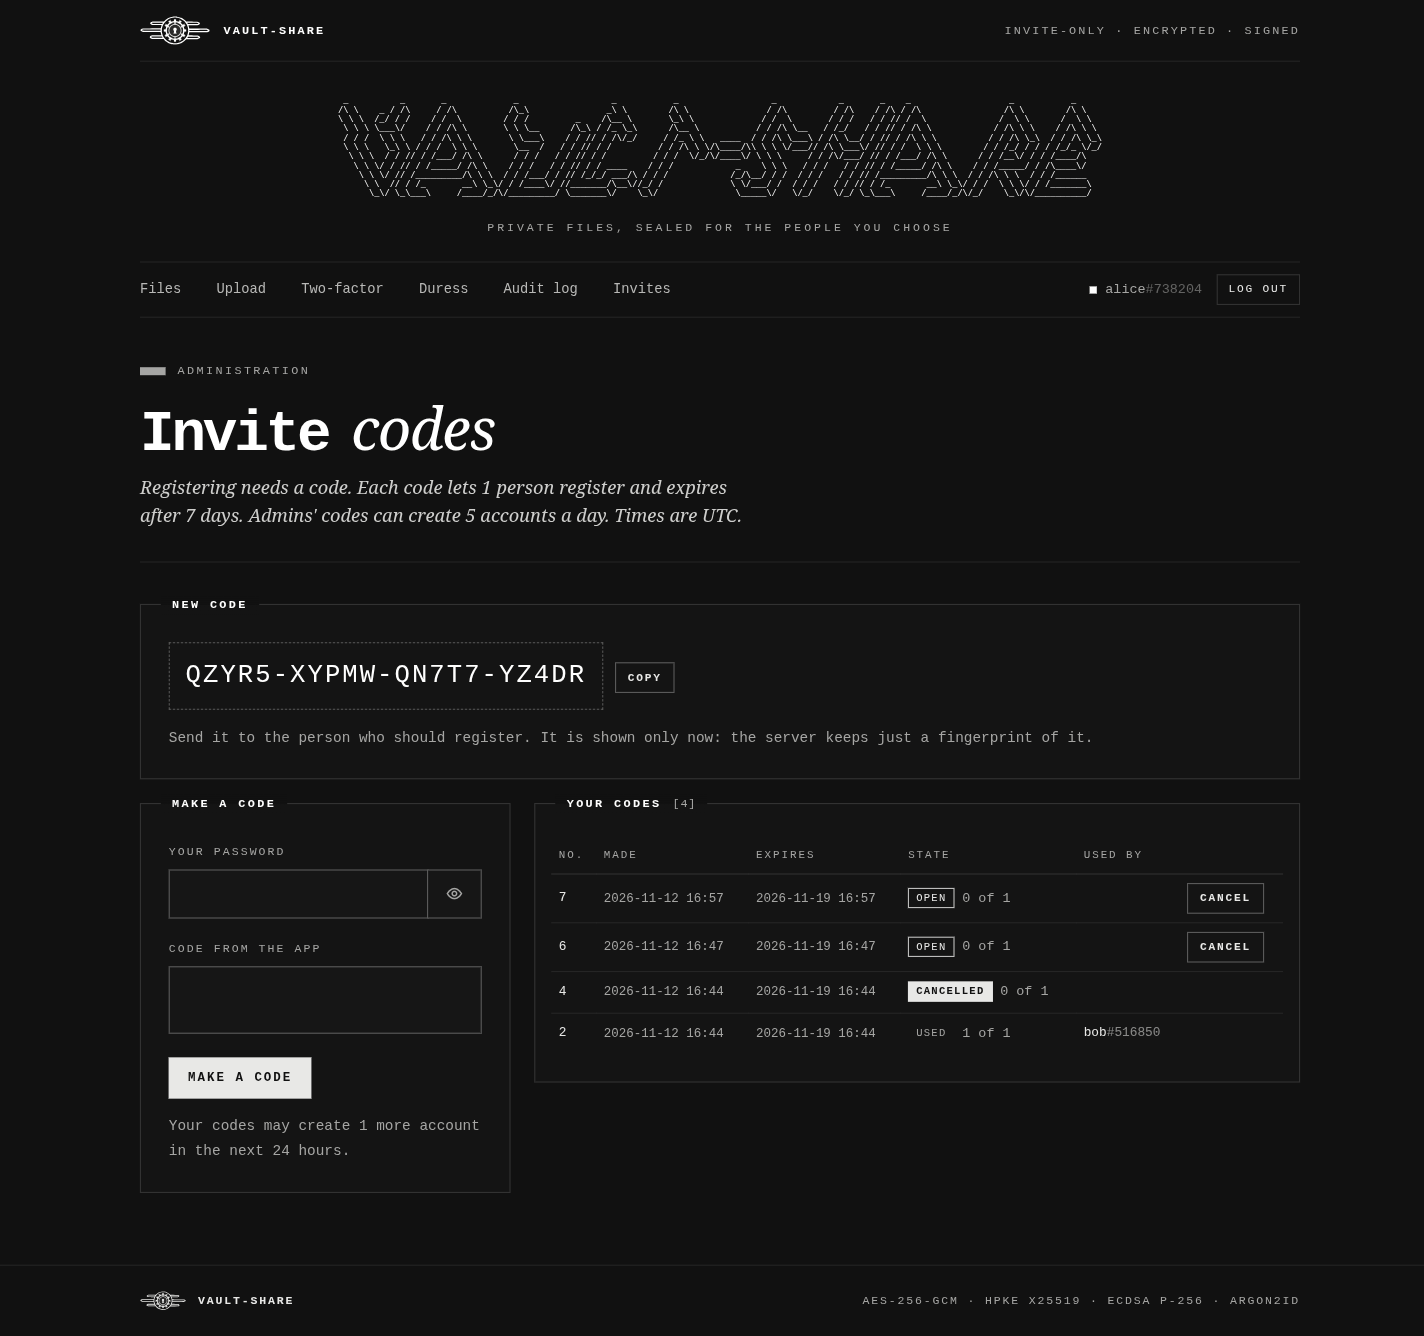 VAULT-SHARE
INVITE-ONLY · ENCRYPTED · SIGNED
VAULT-SHARE
PRIVATE FILES, SEALED FOR THE PEOPLE YOU CHOOSE
Files Upload Two-factor Duress Audit log Invites
alice#738204 LOG OUT
ADMINISTRATION
Invite codes
Registering needs a code. Each code lets 1 person register and expires
after 7 days. Admins' codes can create 5 accounts a day. Times are UTC.
NEW CODE
QZYR5-XYPMW-QN7T7-YZ4DR COPY
Send it to the person who should register. It is shown only now: the server keeps just a fingerprint of it.
MAKE A CODE
YOUR PASSWORD
CODE FROM THE APP
MAKE A CODE
Your codes may create 1 more account
in the next 24 hours.
YOUR CODES [4]
NO. MADE EXPIRES STATE USED BY
7 2026-11-12 16:57 2026-11-19 16:57 OPEN 0 of 1 CANCEL
6 2026-11-12 16:47 2026-11-19 16:47 OPEN 0 of 1 CANCEL
4 2026-11-12 16:44 2026-11-19 16:44 CANCELLED 0 of 1
2 2026-11-12 16:44 2026-11-19 16:44 USED 1 of 1 bob#516850
VAULT-SHARE
AES-256-GCM · HPKE X25519 · ECDSA P-256 · ARGON2ID